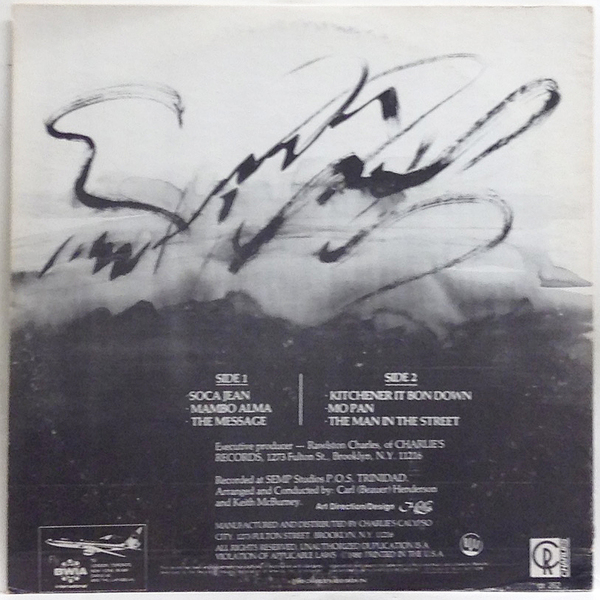 SIDE 1
· SOCA JEAN
· MAMBO ALMA
· THE MESSAGE
SIDE 2
· KITCHENER IT BON DOWN
· MO PAN
· THE MAN IN THE STREET
Executive producer — Rawlston Charles, of CHARLIE'S
RECORDS, 1273 Fulton St., Brooklyn, N.Y. 11216
Recorded at SEMP Studios P.O.S. TRINIDAD.
Arranged and Conducted by: Carl (Beaver) Henderson
and Keith McBurney.
Art Direction/Design
MANUFACTURED AND DISTRIBUTED BY CHARLIE'S CALYPSO
CITY, 1273 FULTON STREET, BROOKLYN, N.Y. 11216
ALL RIGHTS RESERVED. UNAUTHORIZED DUPLICATION IS A
VIOLATION OF APPLICABLE LAWS. PRINTED IN THE U.S.A.
BWIA
CR
CHARLIE'S